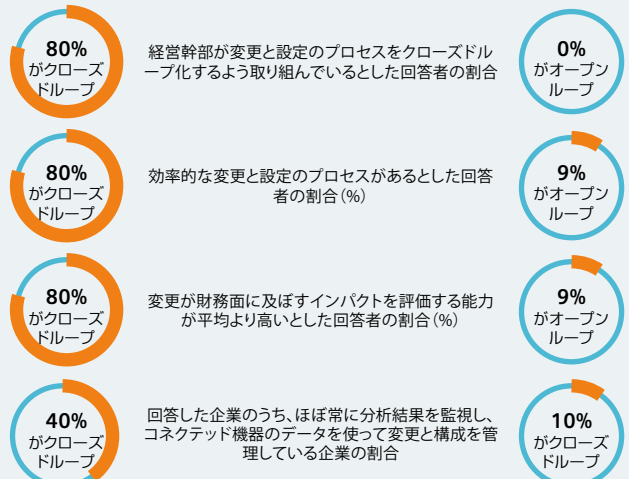 80%
がクローズ
ドループ
経営幹部が変更と設定のプロセスをクローズドル
ープ化するよう取り組んでいるとした回答者の割合
0%
がオープン
ループ
80%
がクローズ
ドループ
効率的な変更と設定のプロセスがあるとした回答
者の割合(%)
9%
がオープン
ループ
80%
がクローズ
ドループ
変更が財務面に及ぼすインパクトを評価する能力
が平均より高いとした回答者の割合(%)
9%
がオープン
ループ
40%
がクローズ
ドループ
回答した企業のうち、ほぼ常に分析結果を監視し、
コネクテッド機器のデータを使って変更と構成を管
理している企業の割合
10%
がクローズ
ドループ